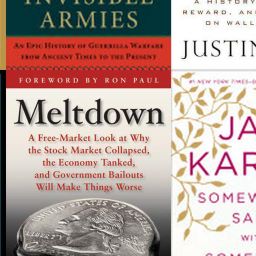 INVISIBLE
ARMIES
AN EPIC HISTORY OF GUERRILLA WARFARE
FROM ANCIENT TIMES TO THE PRESENT
FOREWORD BY RON PAUL
Meltdown
A Free-Market Look at Why
the Stock Market Collapsed,
the Economy Tanked,
and Government Bailouts
Will Make Things Worse
A HISTORY
REWARD, AN
ON WALL
JUSTIN
#1 NEW YORK TIMES-
JA
KAR
SOMEW
SA
WIT